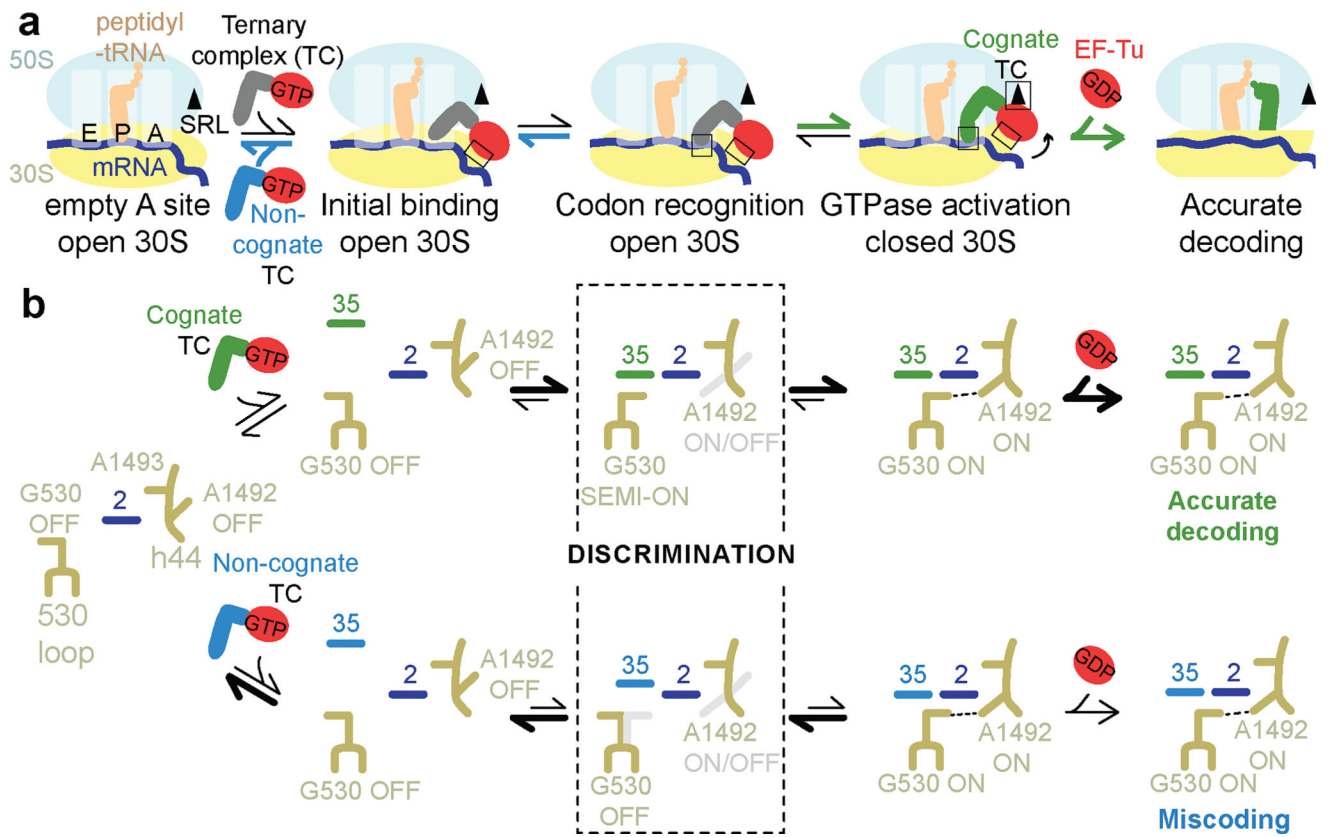 a
peptidyl
-tRNA
Ternary
complex (TC)
GTP
50S
SRL
E P A
mRNA
30S
GTP
Non-
cognate
TC
Cognate
TC
EF-Tu
GDP
empty A site
open 30S
Initial binding
open 30S
Codon recognition
open 30S
GTPase activation
closed 30S
Accurate
decoding
b
Cognate
TC
GTP
35
2
A1492
OFF
G530 OFF
35 2
A1492
ON/OFF
G530
SEMI-ON
35 2
A1492
ON
G530 ON
GDP
35 2
A1492
ON
G530 ON
Accurate
decoding
A1493
G530
OFF
2
A1492
OFF
h44
530
loop
DISCRIMINATION
Non-cognate
TC
GTP
35
2
A1492
OFF
G530 OFF
35
2
A1492
ON/OFF
G530
OFF
35 2
A1492
ON
G530 ON
GDP
35 2
A1492
ON
G530 ON
Miscoding